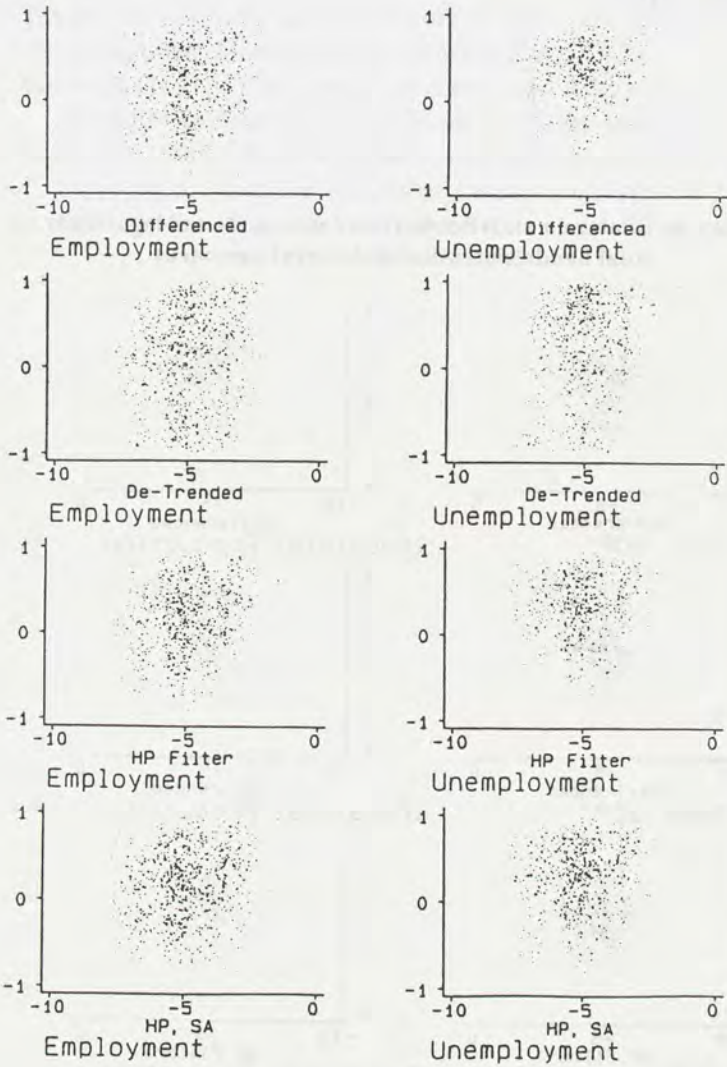 1
0
-1
-10 -5 0
Differenced
Employment
1
0
-1
-10 -5 0
Differenced
Unemployment
1
0
-1
-10 -5 0
De-Trended
Employment
1
0
-1
-10 -5 0
De-Trended
Unemployment
1
0
-1
-10 -5 0
HP Filter
Employment
1
0
-1
-10 -5 0
HP Filter
Unemployment
1
0
-1
-10 -5 0
HP, SA
Employment
1
0
-1
-10 -5 0
HP, SA
Unemployment